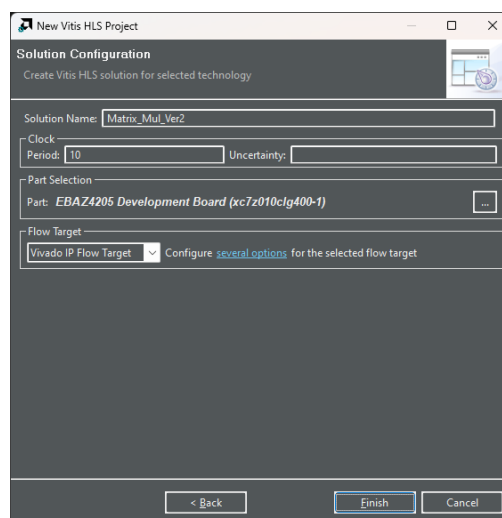 New Vitis HLS Project
Solution Configuration
Create Vitis HLS solution for selected technology
Solution Name: Matrix_Mul_Ver2
Clock
Period: 10 Uncertainty:
Part Selection
Part: EBAZ4205 Development Board (xc7z010clg400-1) ...
Flow Target
Vivado IP Flow Target Configure several options for the selected flow target
< Back Finish Cancel